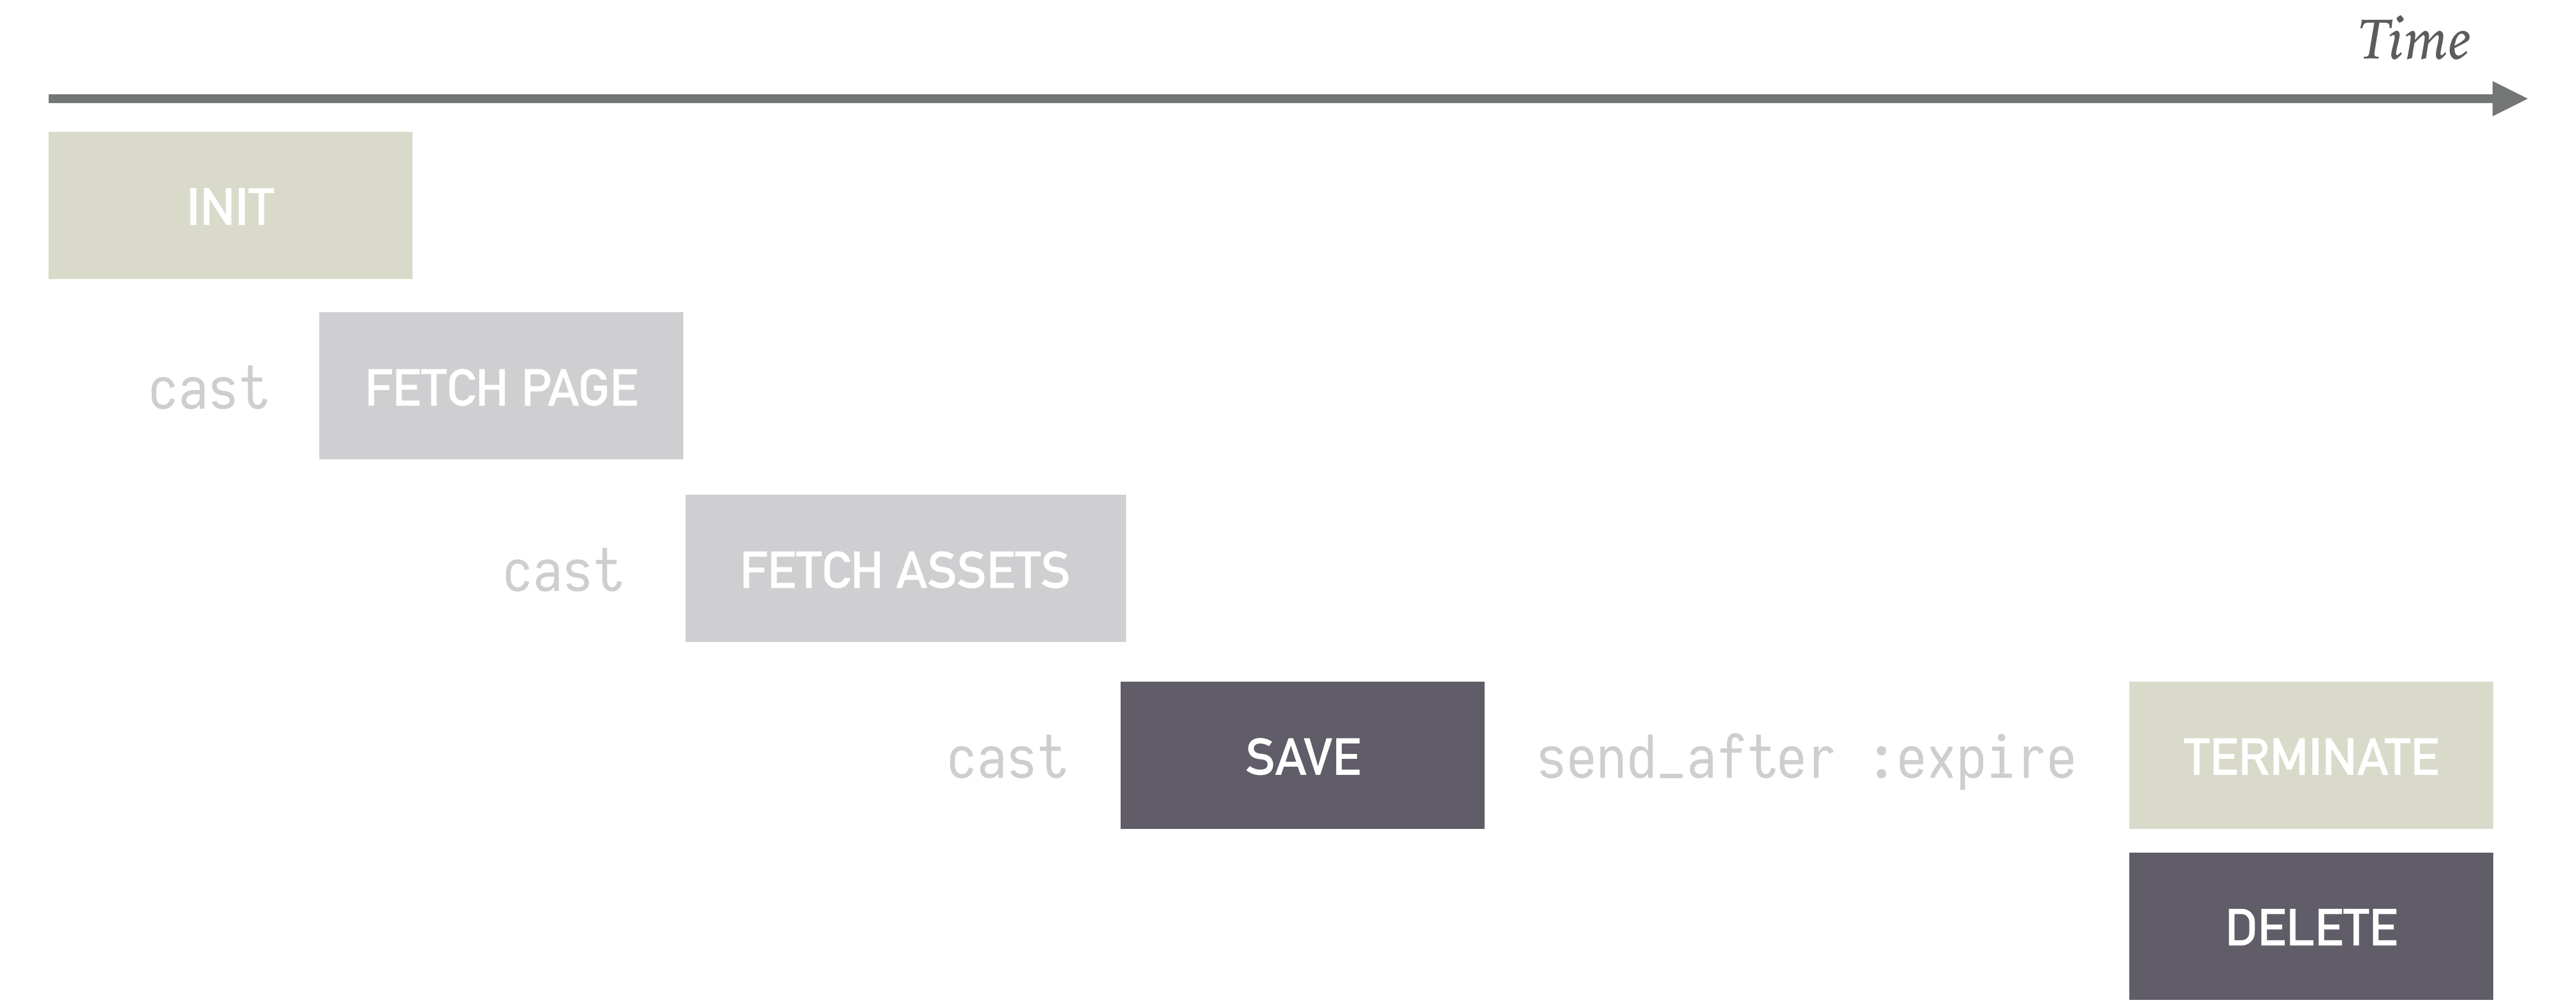 Time
INIT
cast FETCH PAGE
cast FETCH ASSETS
cast SAVE send_after :expire TERMINATE
DELETE